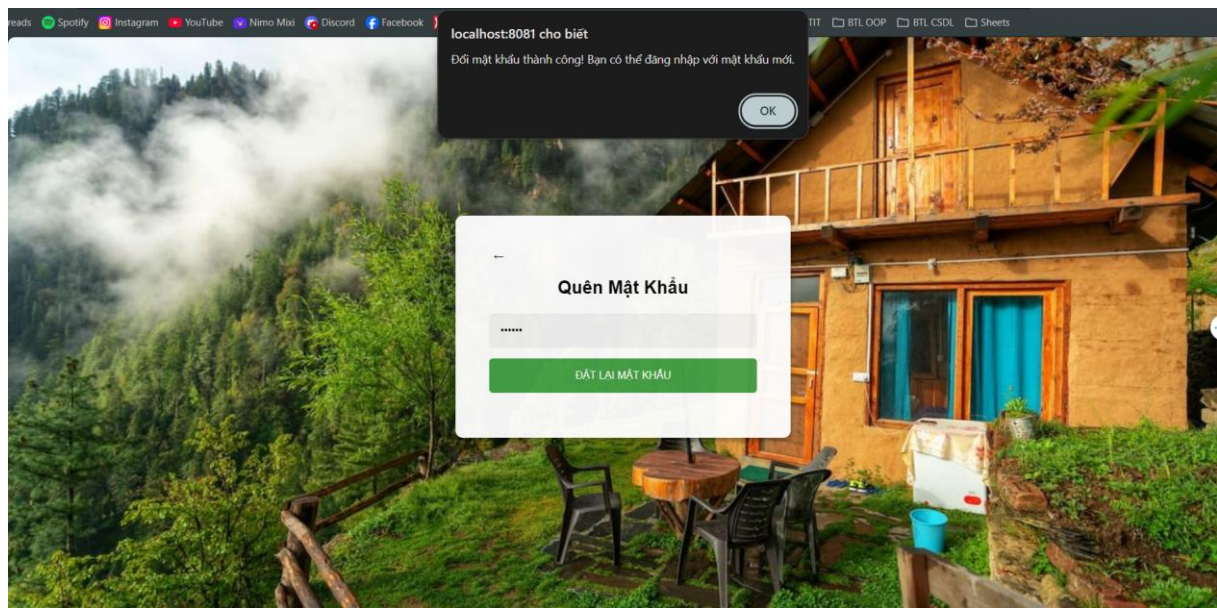 reads Spotify Instagram YouTube Nimo Mixi Discord Facebook TIT BTL OOP BTL CSDL Sheets
localhost:8081 cho biết
Đổi mật khẩu thành công! Bạn có thể đăng nhập với mật khẩu mới.
OK
←
Quên Mật Khẩu
••••••
ĐẶT LẠI MẬT KHẨU